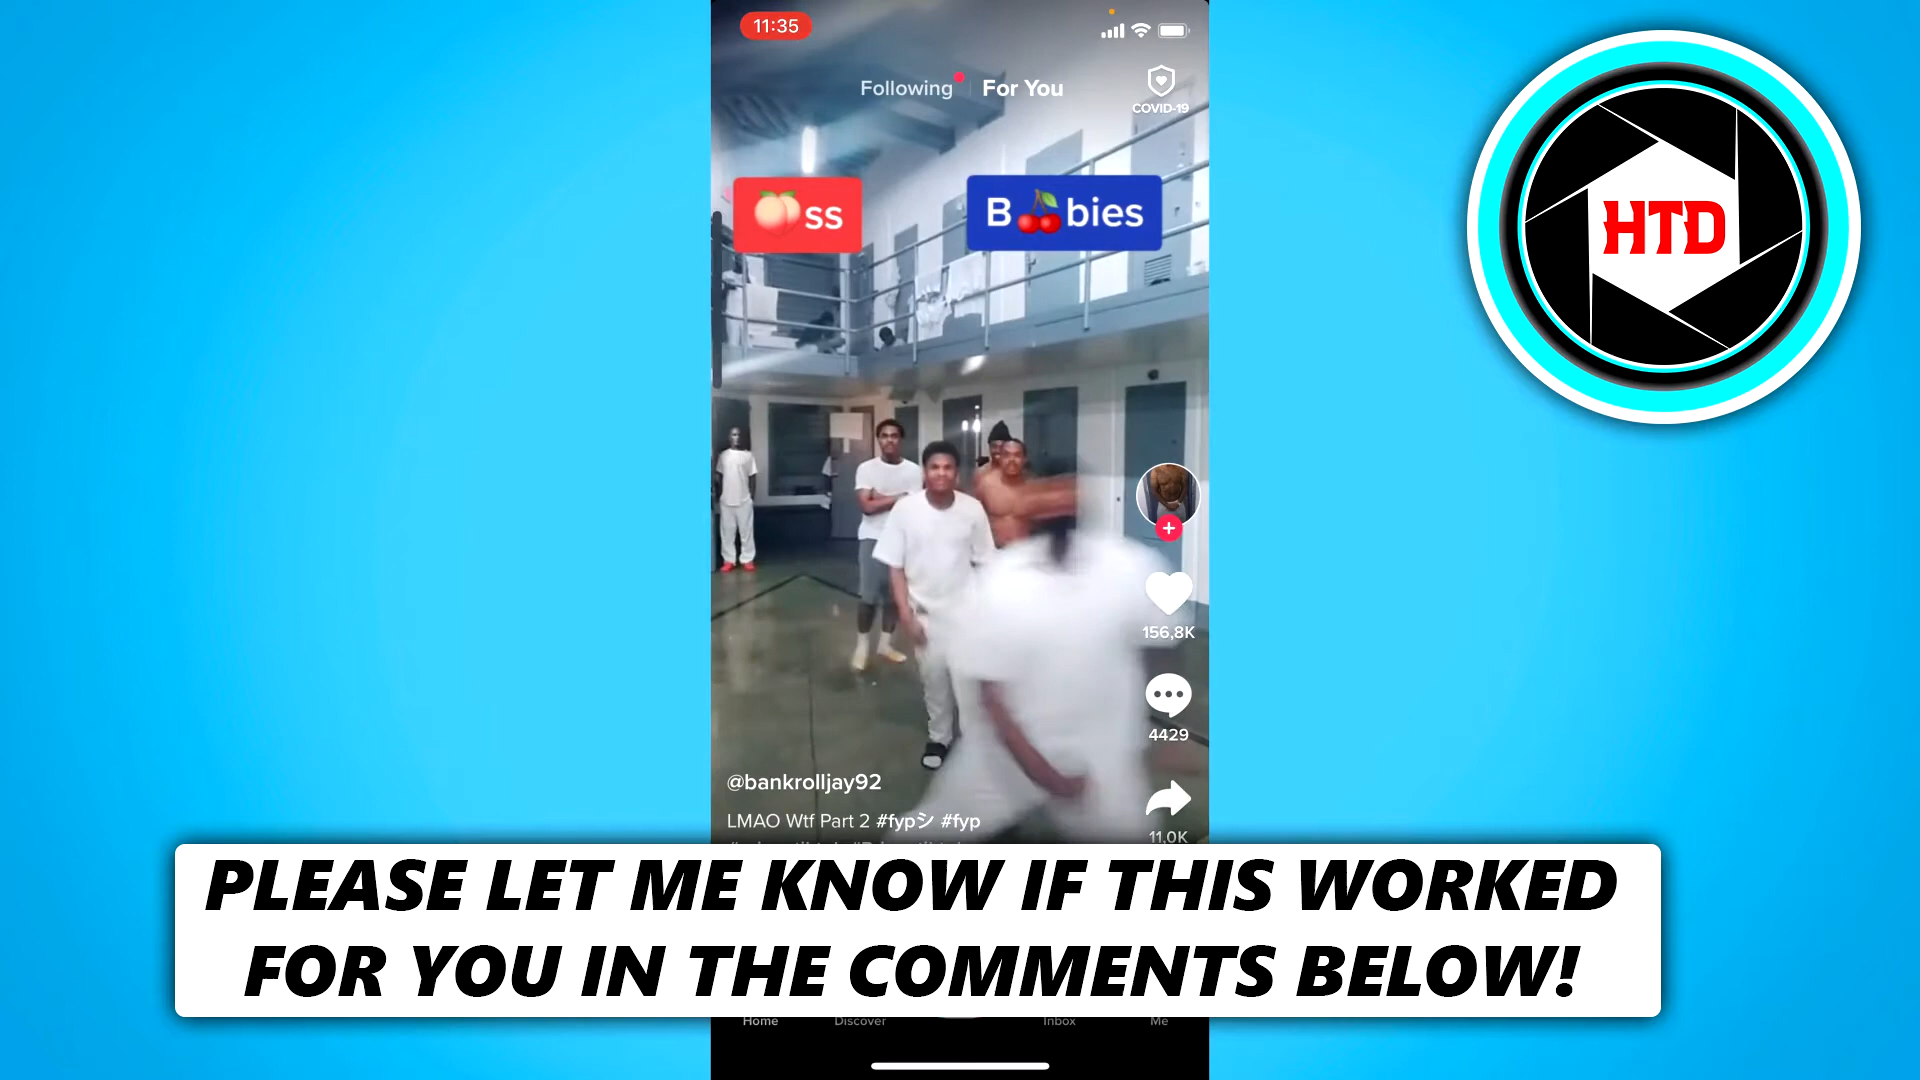 11:35
Following
For You
COVID-19
ss
B bies
HTD
156,8K
4429
@bankrolljay92
LMAO Wtf Part 2 #fypシ #fyp
11,0K
PLEASE LET ME KNOW IF THIS WORKED
FOR YOU IN THE COMMENTS BELOW!
Home
Discover
Inbox
Me